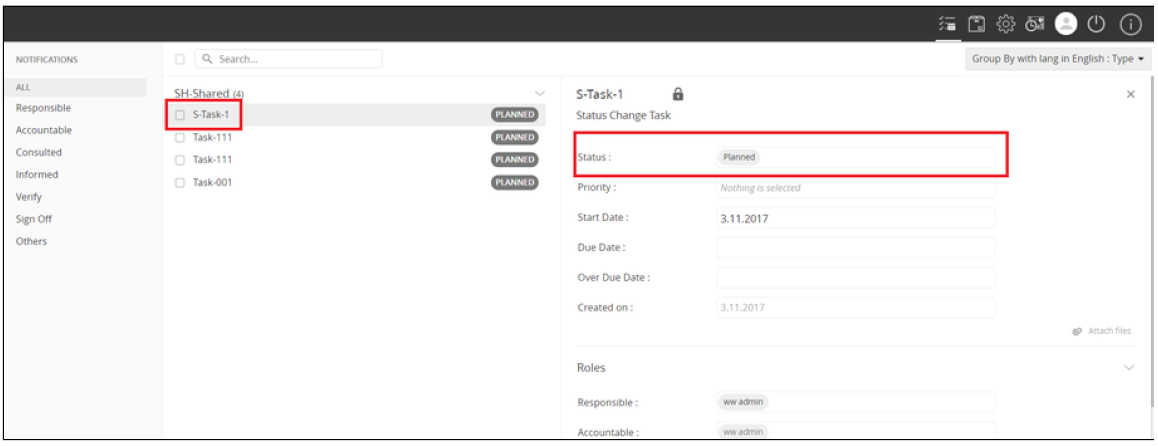 NOTIFICATIONS
ALL
Responsible
Accountable
Consulted
Informed
Verify
Sign Off
Others
Search...
Group By with lang in English : Type
SH-Shared (4)
S-Task-1 PLANNED
Task-111 PLANNED
Task-111 PLANNED
Task-001 PLANNED
S-Task-1
Status Change Task
Status : Planned
Priority : Nothing is selected
Start Date : 3.11.2017
Due Date :
Over Due Date :
Created on : 3.11.2017
Attach files
Roles
Responsible : ww admin
Accountable : ww admin